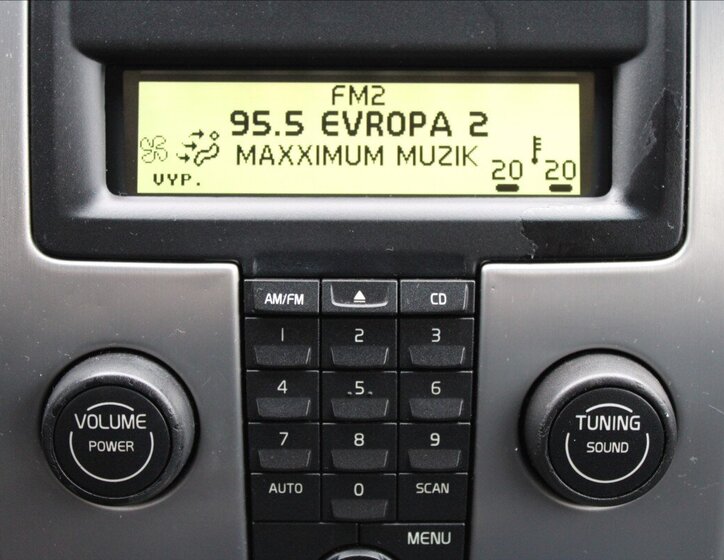 FM2
95.5 EVROPA 2
MAXXIMUM MUZIK
VYP.
20 20
AM/FM CD
1 2 3
4 5 6
7 8 9
AUTO 0 SCAN
MENU
VOLUME
POWER
TUNING
SOUND